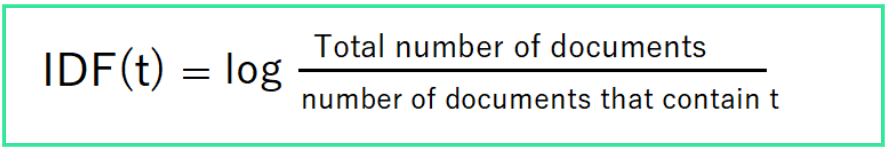 Total number of documents
IDF(t) = log
number of documents that contain t